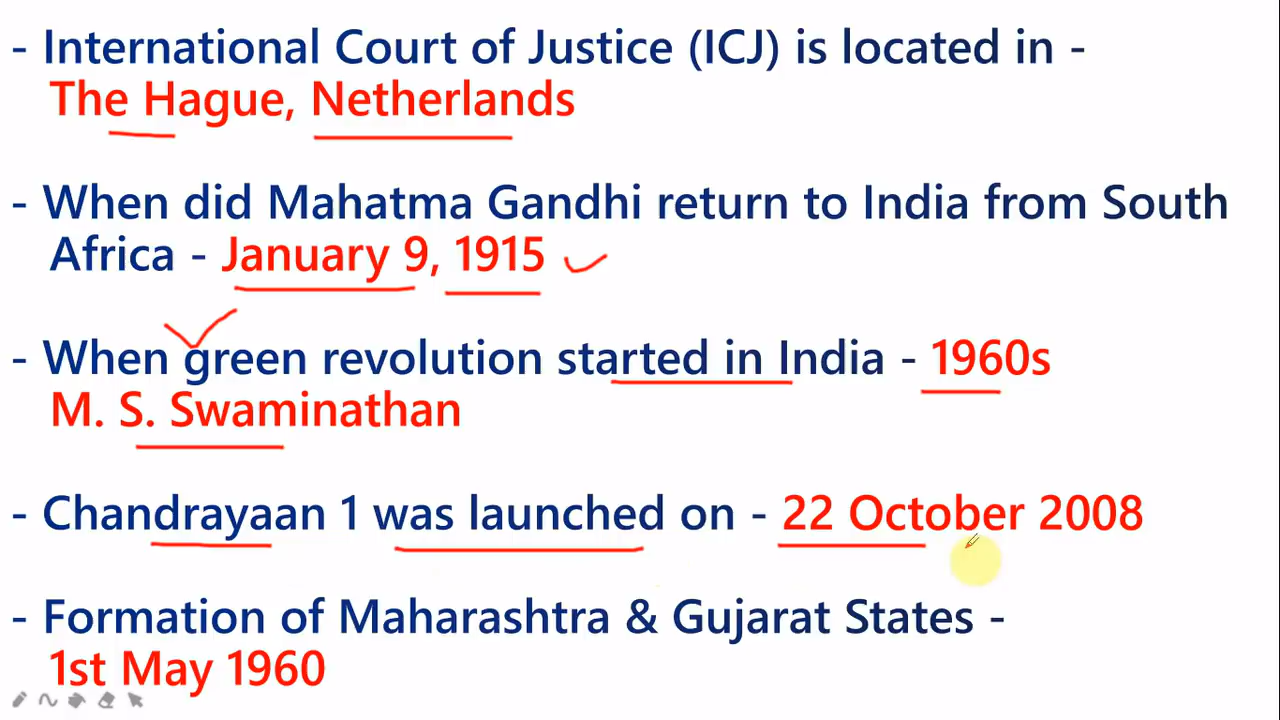 - International Court of Justice (ICJ) is located in -
The Hague, Netherlands
- When did Mahatma Gandhi return to India from South
Africa - January 9, 1915
- When green revolution started in India - 1960s
M. S. Swaminathan
- Chandrayaan 1 was launched on - 22 October 2008
- Formation of Maharashtra & Gujarat States -
1st May 1960